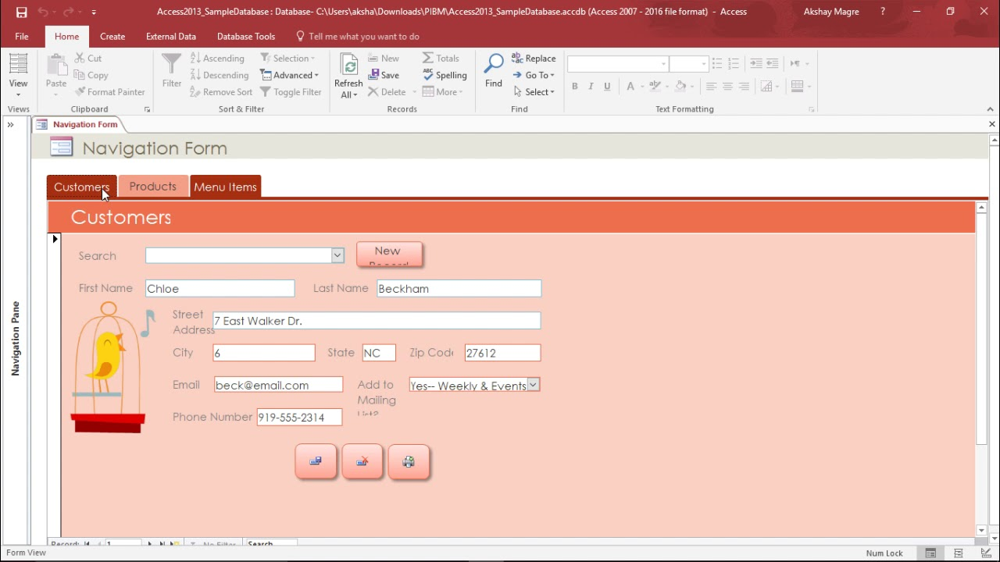 Access2013_SampleDatabase : Database- C:\Users\aksha\Downloads\PIBM\Access2013_SampleDatabase.accdb (Access 2007 - 2016 file format) - Access
Akshay Magre
?
File Home Create External Data Database Tools Tell me what you want to do
View
Views
Paste
Cut
Copy
Format Painter
Clipboard
Filter
Ascending
Descending
Remove Sort
Selection
Advanced
Toggle Filter
Sort & Filter
Refresh
All
New
Save
Delete
Totals
Spelling
More
Records
Find
Replace
Go To
Select
Find
B I U A
Text Formatting
Navigation Form
Navigation Form
Customers Products Menu Items
Customers
Search
New
Record
First Name Chloe Last Name Beckham
Street
Address 7 East Walker Dr.
City 6 State NC Zip Code 27612
Email beck@email.com Add to
Mailing
List? Yes-- Weekly & Events
Phone Number 919-555-2314
Record: 1 No Filter Search
Navigation Pane
Form View Num Lock